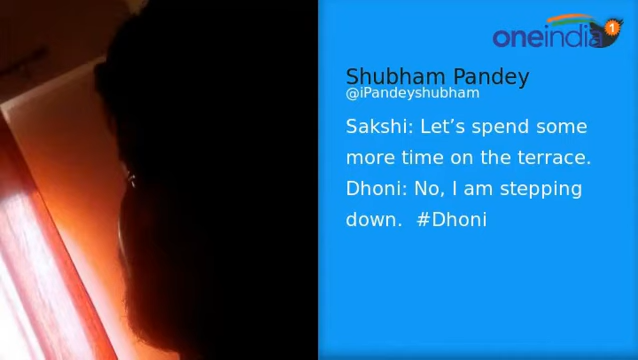 oneindia
1
Shubham Pandey
@iPandeyshubham
Sakshi: Let’s spend some
more time on the terrace.
Dhoni: No, I am stepping
down.  #Dhoni